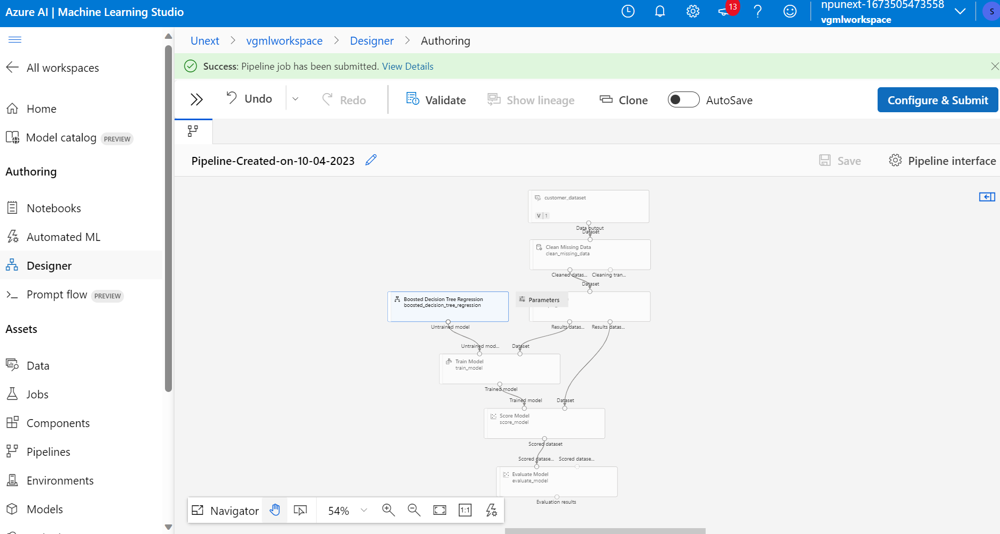 Azure AI | Machine Learning Studio
13
npunext-1673505473558
vgmlworkspace
S
All workspaces
Home
Model catalog PREVIEW
Authoring
Notebooks
Automated ML
Designer
Prompt flow PREVIEW
Assets
Data
Jobs
Components
Pipelines
Environments
Models
Unext > vgmlworkspace > Designer > Authoring
Success: Pipeline job has been submitted. View Details
Undo
Redo
Validate
Show lineage
Clone
AutoSave
Configure & Submit
Pipeline-Created-on-10-04-2023
Save
Pipeline interface
customer_dataset
V 1
Data output
Dataset
Clean Missing Data
clean_missing_data
Cleaned datas... Cleaning tran...
Dataset
Boosted Decision Tree Regression
boosted_decision_tree_regression
Parameters
Untrained model
Results datas... Results datas...
Untrained mod... Dataset
Train Model
train_model
Trained model
Trained model Dataset
Score Model
score_model
Scored dataset
Scored datase... Scored datase...
Evaluate Model
evaluate_model
Evaluation results
Navigator
54%
1:1